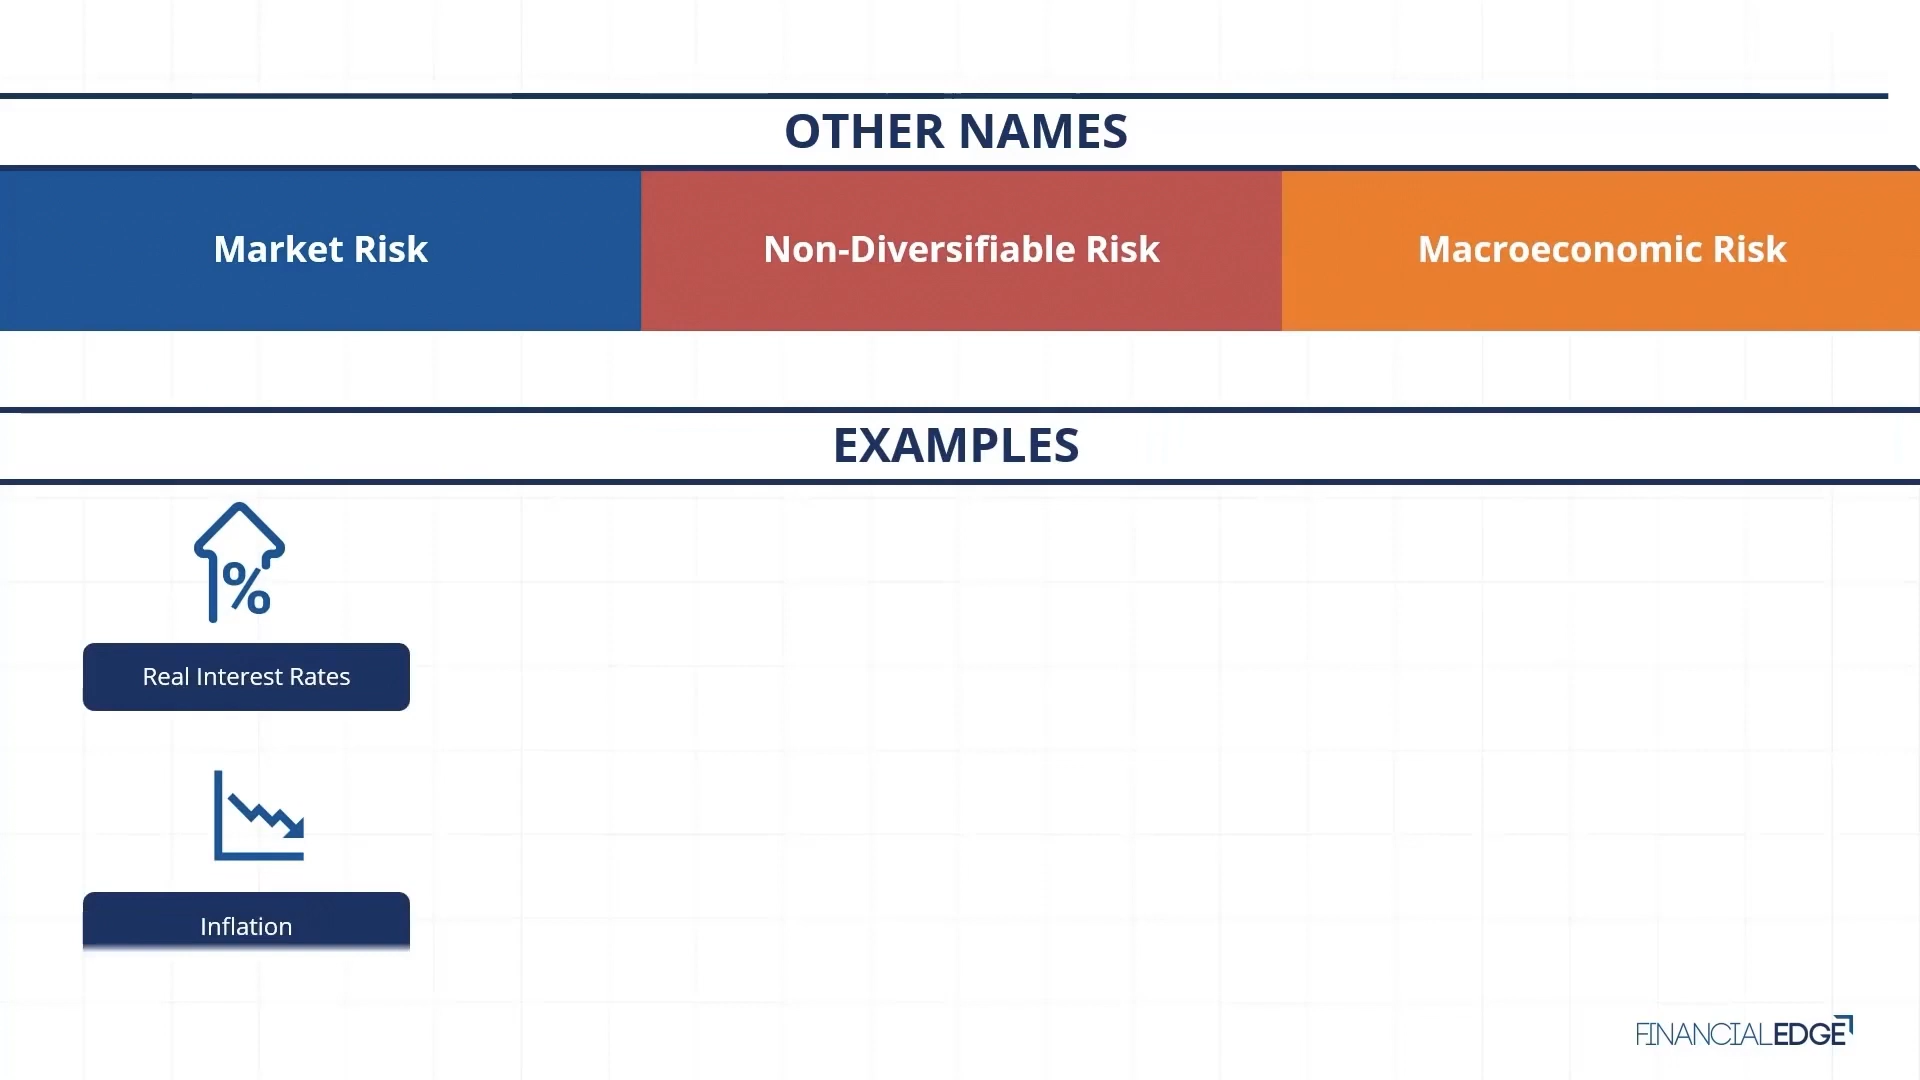 OTHER NAMES
Market Risk
Non-Diversifiable Risk
Macroeconomic Risk
EXAMPLES
%
Real Interest Rates
Inflation
FINANCIALEDGE